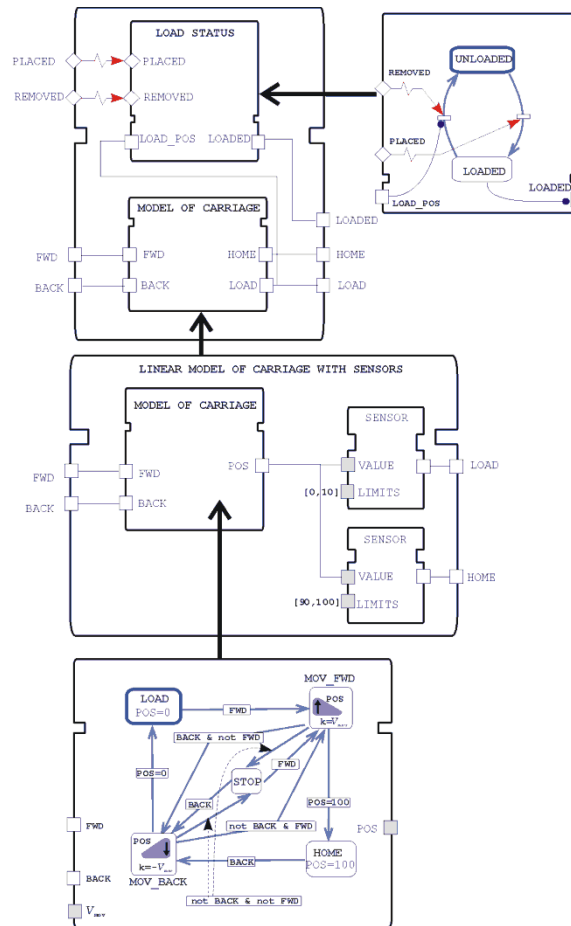 LOAD STATUS
PLACED
PLACED
REMOVED
REMOVED
LOAD_POS
LOADED
LOADED
MODEL OF CARRIAGE
FWD
FWD
HOME
HOME
BACK
BACK
LOAD
LOAD
UNLOADED
REMOVED
PLACED
LOADED
LOADED
LOAD_POS
LINEAR MODEL OF CARRIAGE WITH SENSORS
MODEL OF CARRIAGE
FWD
FWD
BACK
BACK
POS
SENSOR
VALUE
LOAD
[0,10]
LIMITS
SENSOR
VALUE
HOME
[90,100]
LIMITS
MOV_FWD
LOAD
POS=0
FWD
POS
BACK & not FWD
FWD
POS=0
STOP
BACK
POS=100
not BACK & FWD
FWD
POS
POS
HOME
POS=100
BACK
BACK
MOV_BACK
not BACK & not FWD